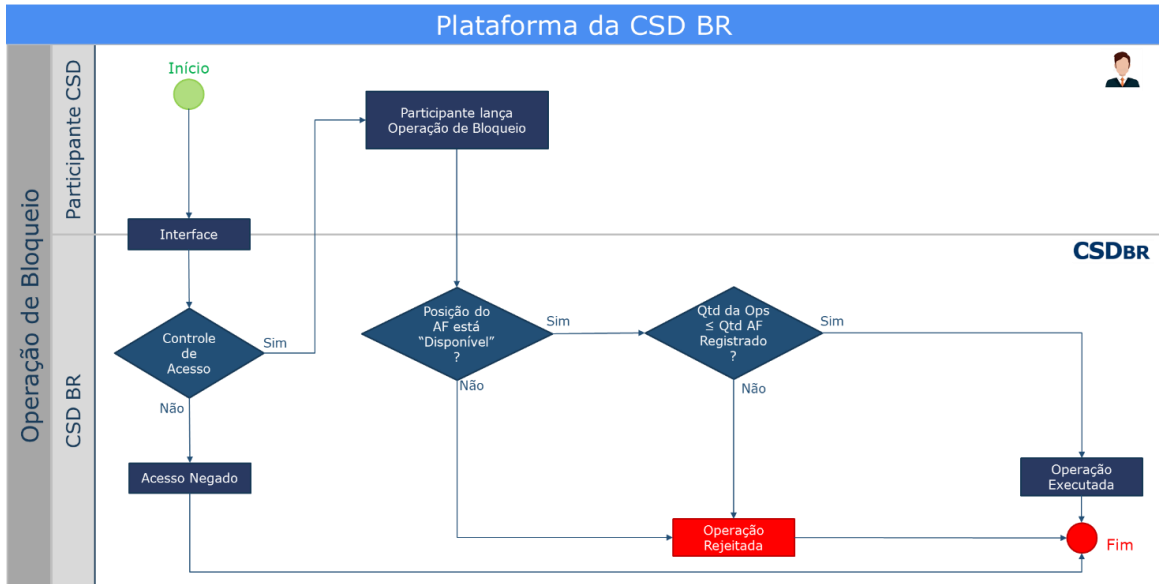 Plataforma da CSD BR
Operação de Bloqueio
Participante CSD
Início
Participante lança
Operação de Bloqueio
Interface
CSD BR
CSDBR
Controle
de
Acesso
Sim
Não
Posição do
AF está
“Disponível”
?
Sim
Não
Qtd da Ops
≤ Qtd AF
Registrado
?
Sim
Não
Acesso Negado
Operação
Executada
Operação
Rejeitada
Fim